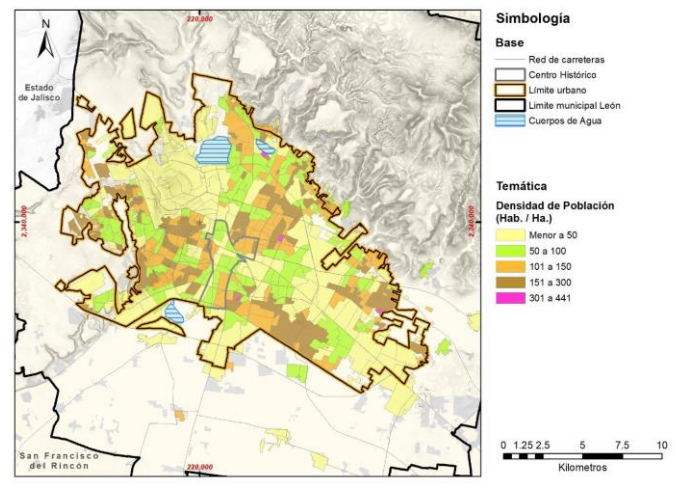 220,000
N
Estado
de Jalisco
2,340,000
2,340,000
San Francisco
del Rincón
220,000
Simbología
Base
Red de carreteras
Centro Histórico
Límite urbano
Limite municipal León
Cuerpos de Agua
Temática
Densidad de Población
(Hab. / Ha.)
Menor a 50
50 a 100
101 a 150
151 a 300
301 a 441
0 1.25 2.5 5 7.5 10
Kilometros